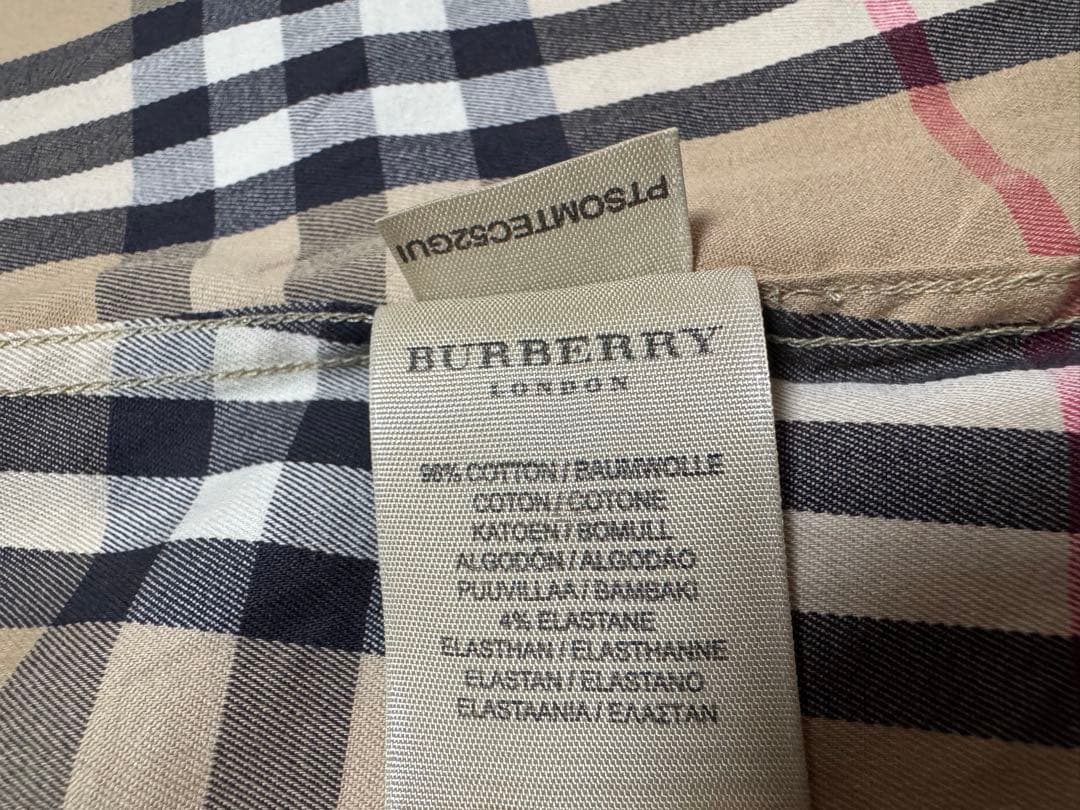 PTSOMTEC52GUI
BURBERRY
LONDON
96% COTTON / BAUMWOLLE
COTON / COTONE
KATOEN / BOMULL
ALGODÓN / ALGODÃO
PUUVILLAA / BAMBAKI
4% ELASTANE
ELASTHAN / ELASTHANNE
ELASTAN / ELASTANO
ELASTAANIA / ΕΛΑΣΤΑΝ